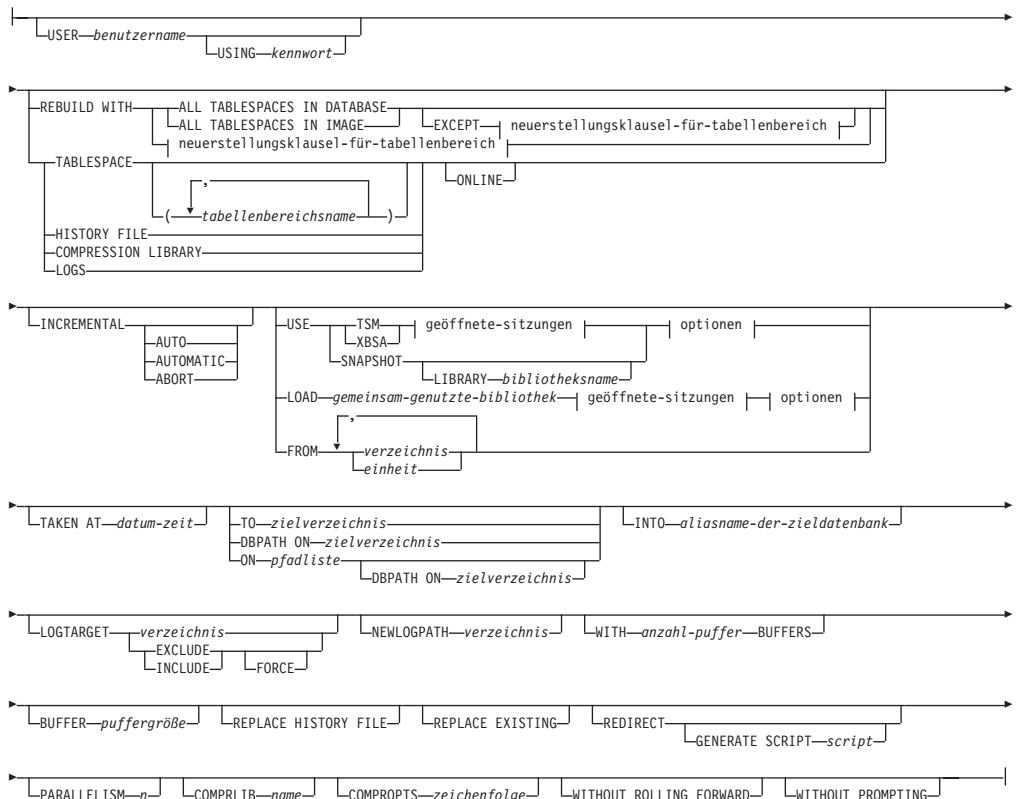 USER benutzername
USING kennwort
REBUILD WITH ALL TABLESPACES IN DATABASE
ALL TABLESPACES IN IMAGE EXCEPT neuerstellungsklausel-für-tabellenbereich
neuerstellungsklausel-für-tabellenbereich
TABLESPACE ONLINE
,
( tabellenbereichsname )
HISTORY FILE
COMPRESSION LIBRARY
LOGS
INCREMENTAL USE TSM geöffnete-sitzungen optionen
AUTO XBSA
AUTOMATIC SNAPSHOT
ABORT LIBRARY bibliotheksname
LOAD gemeinsam-genutzte-bibliothek geöffnete-sitzungen optionen
,
FROM verzeichnis
einheit
TAKEN AT datum-zeit TO zielverzeichnis INTO aliasname-der-zieldatenbank
DBPATH ON zielverzeichnis
ON pfadliste
DBPATH ON zielverzeichnis
LOGTARGET verzeichnis NEWLOGPATH verzeichnis WITH anzahl-puffer BUFFERS
EXCLUDE
INCLUDE FORCE
BUFFER puffergröße REPLACE HISTORY FILE REPLACE EXISTING REDIRECT
GENERATE SCRIPT script
PARALLELISM n COMPRLIB name COMPROPTS zeichenfolge WITHOUT ROLLING FORWARD WITHOUT PROMPTING